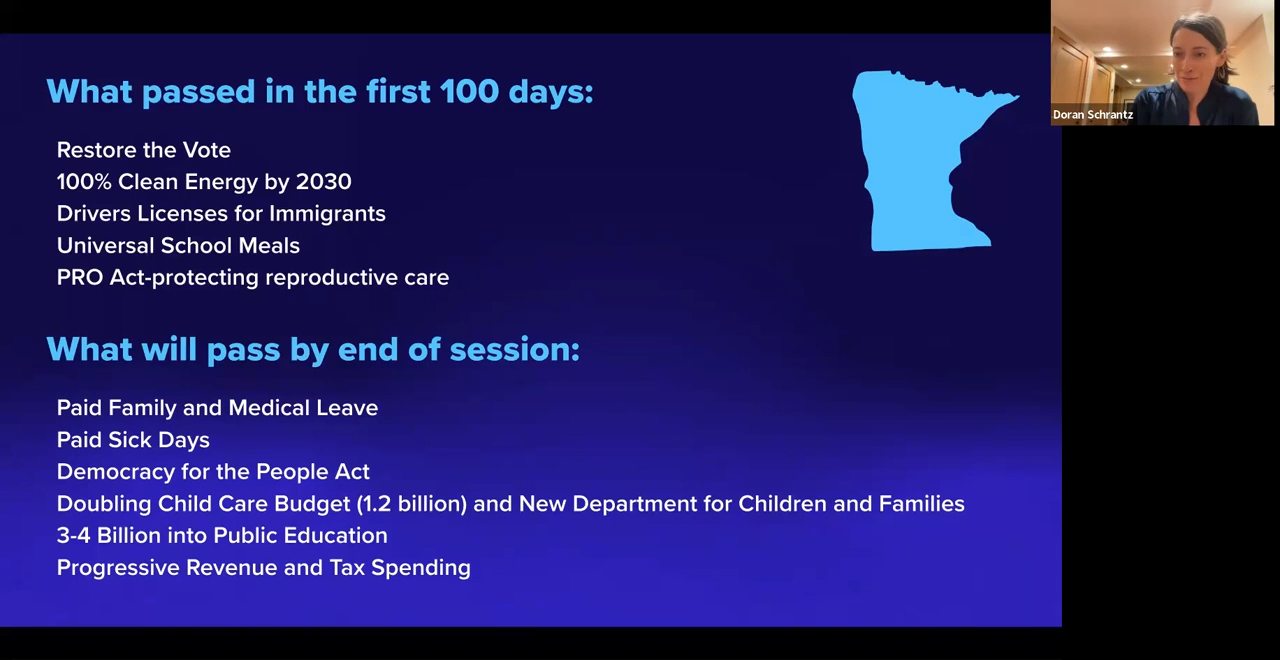 What passed in the first 100 days:
Restore the Vote
100% Clean Energy by 2030
Drivers Licenses for Immigrants
Universal School Meals
PRO Act-protecting reproductive care
What will pass by end of session:
Paid Family and Medical Leave
Paid Sick Days
Democracy for the People Act
Doubling Child Care Budget (1.2 billion) and New Department for Children and Families
3-4 Billion into Public Education
Progressive Revenue and Tax Spending
Doran Schrantz